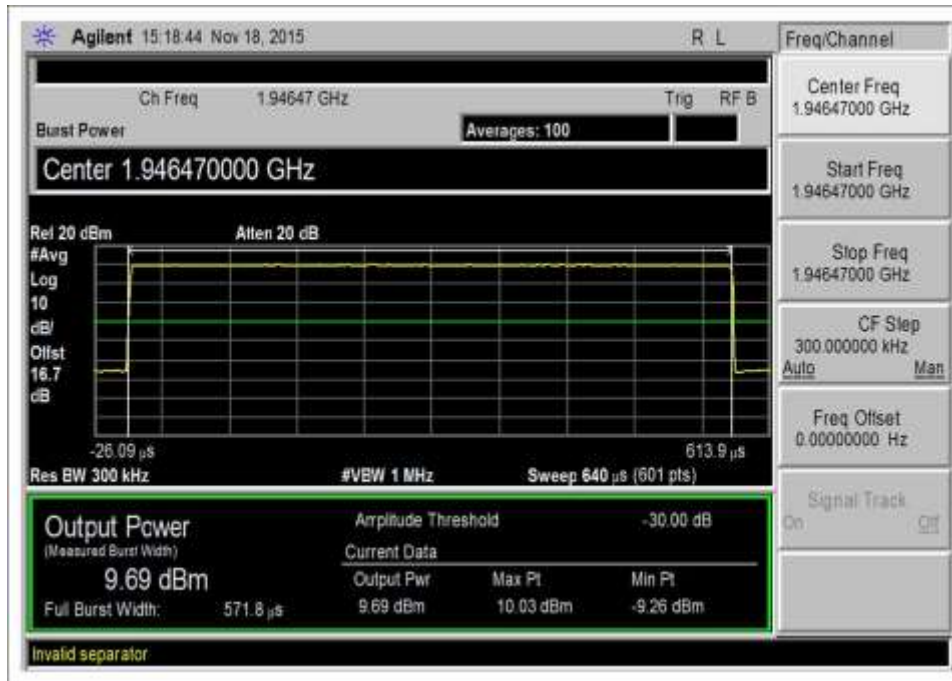 Agilent 15:18:44 Nov 18, 2015 R L
Freq/Channel
Ch Freq 1.94647 GHz Trig RF B
Burst Power Averages: 100
Center 1.946470000 GHz
Ref 20 dBm Atten 20 dB
#Avg
Log
10
dB/
Offst
16.7
dB
-26.09 µs 613.9 µs
Res BW 300 kHz #VBW 1 MHz Sweep 640 µs (601 pts)
Output Power
(Measured Burst Width)
9.69 dBm
Full Burst Width: 571.8 µs
Amplitude Threshold -30.00 dB
Current Data
Output Pwr Max Pt Min Pt
9.69 dBm 10.03 dBm -9.26 dBm
Invalid separator
Center Freq
1.94647000 GHz
Start Freq
1.94647000 GHz
Stop Freq
1.94647000 GHz
CF Step
300.000000 kHz
Auto Man
Freq Offset
0.00000000 Hz
Signal Track
On Off